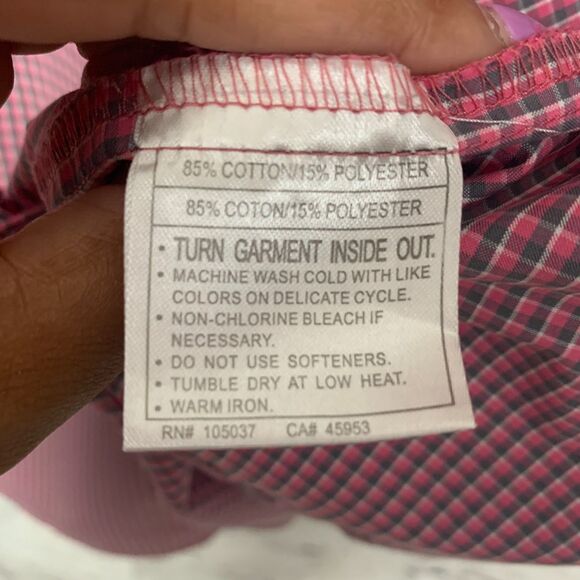 85% COTTON/15% POLYESTER
85% COTON/15% POLYESTER
• TURN GARMENT INSIDE OUT.
• MACHINE WASH COLD WITH LIKE
COLORS ON DELICATE CYCLE.
• NON-CHLORINE BLEACH IF
NECESSARY.
• DO NOT USE SOFTENERS.
• TUMBLE DRY AT LOW HEAT.
• WARM IRON.
RN# 105037 CA# 45953